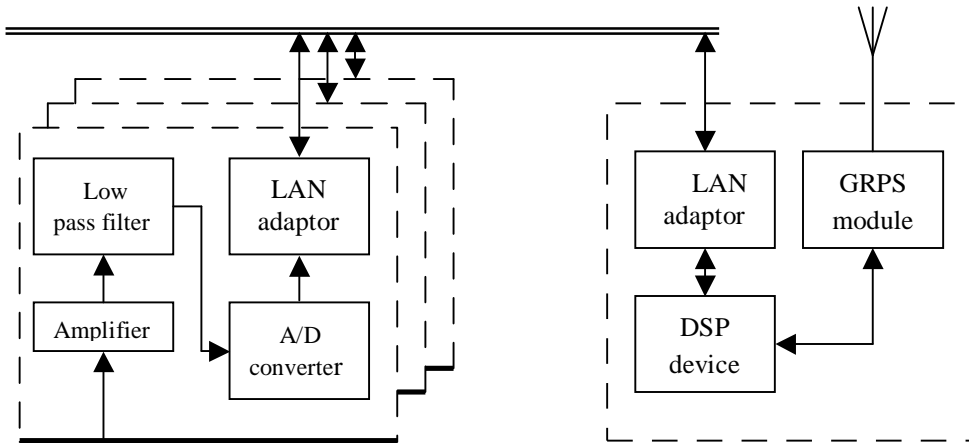 Low
pass filter
LAN
adaptor
Amplifier
A/D
converter
LAN
adaptor
GRPS
module
DSP
device